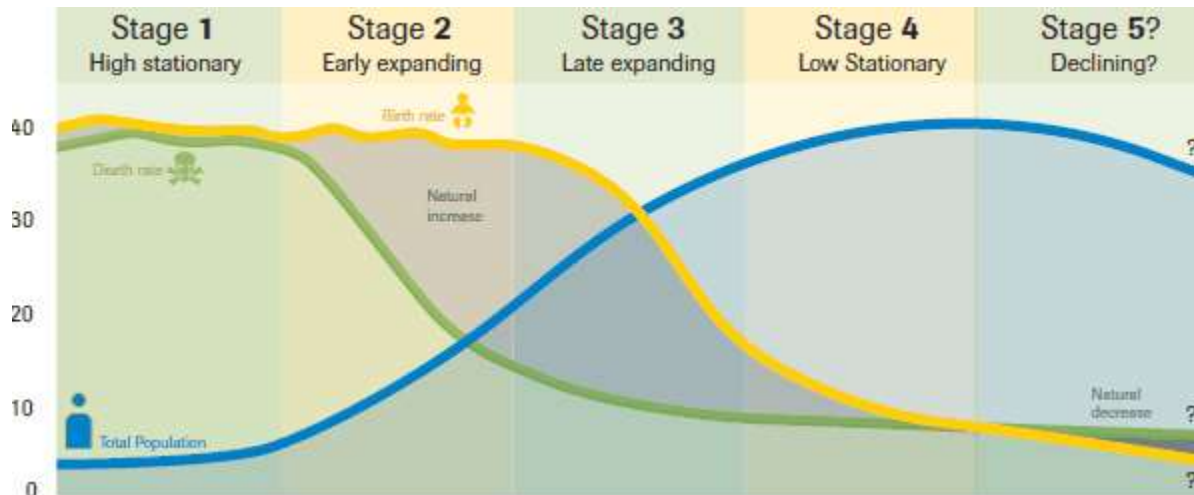 Stage 1
High stationary
Stage 2
Early expanding
Stage 3
Late expanding
Stage 4
Low Stationary
Stage 5?
Declining?
40
30
20
10
0
Birth rate
Death rate
Natural
increase
Total Population
Natural
decrease
?
?
?